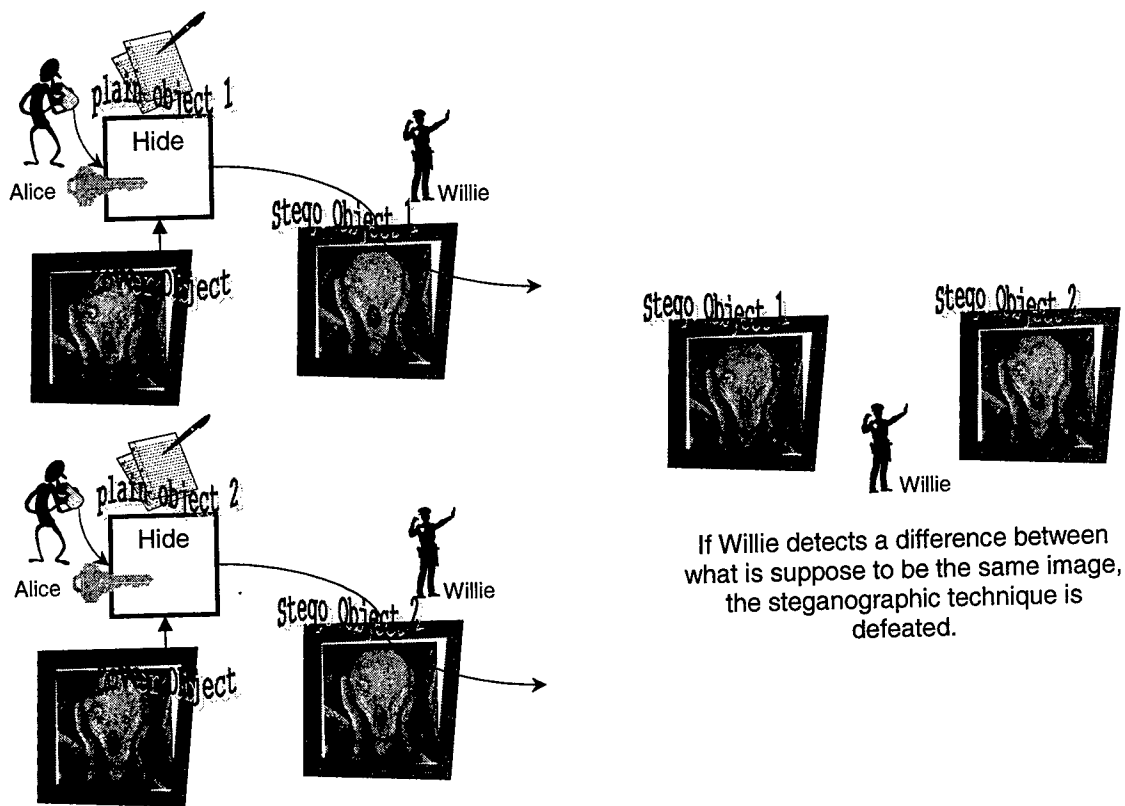 plain object 1
Hide
Alice
Willie
Stego Object 1
Cover Object
plain object 2
Hide
Alice
Willie
Stego Object 2
Cover Object
Stego Object 1
Stego Object 2
Willie
If Willie detects a difference between
what is suppose to be the same image,
the steganographic technique is
defeated.